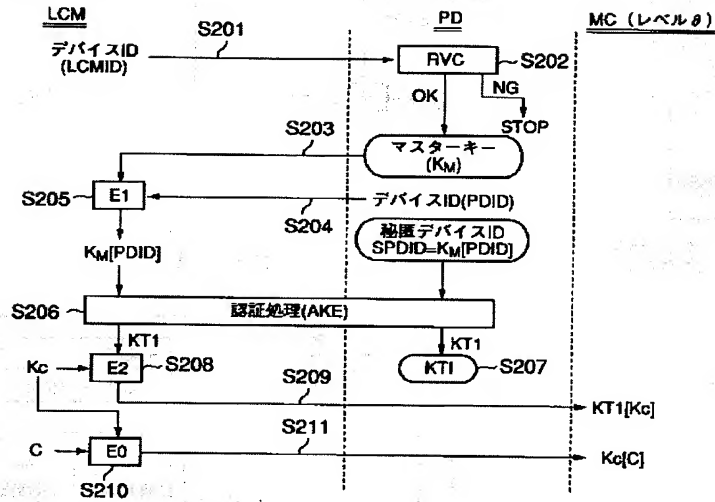 LCM
PD
MC (レベルθ)
デバイスID
(LCMID)
S201
RVC
S202
OK
NG
STOP
S203
マスターキー
(KM)
S205
E1
デバイスID(PDID)
S204
KM[PDID]
秘匿デバイスID
SPDID=KM[PDID]
S206
認証処理(AKE)
KT1
KT1
Kc
E2
S208
KTI
S207
S209
KT1[Kc]
S211
C
E0
Kc[C]
S210